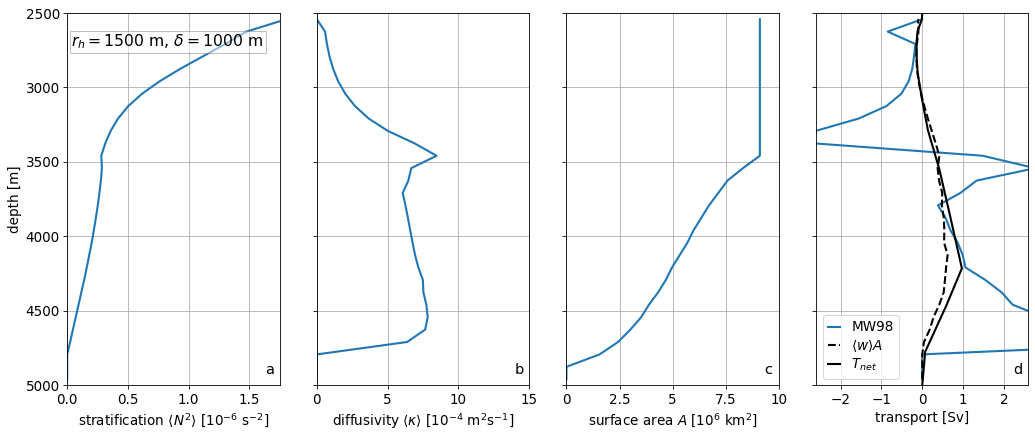 2500
3000
3500
4000
4500
5000
depth [m]
r_h = 1500 m, δ = 1000 m
a
0.0 0.5 1.0 1.5
stratification ⟨N²⟩ [10⁻⁶ s⁻²]
b
0 5 10 15
diffusivity ⟨κ⟩ [10⁻⁴ m²s⁻¹]
c
0 2.5 5 7.5 10
surface area A [10⁶ km²]
MW98
⟨w⟩A
T_net
d
−2 −1 0 1 2
transport [Sv]